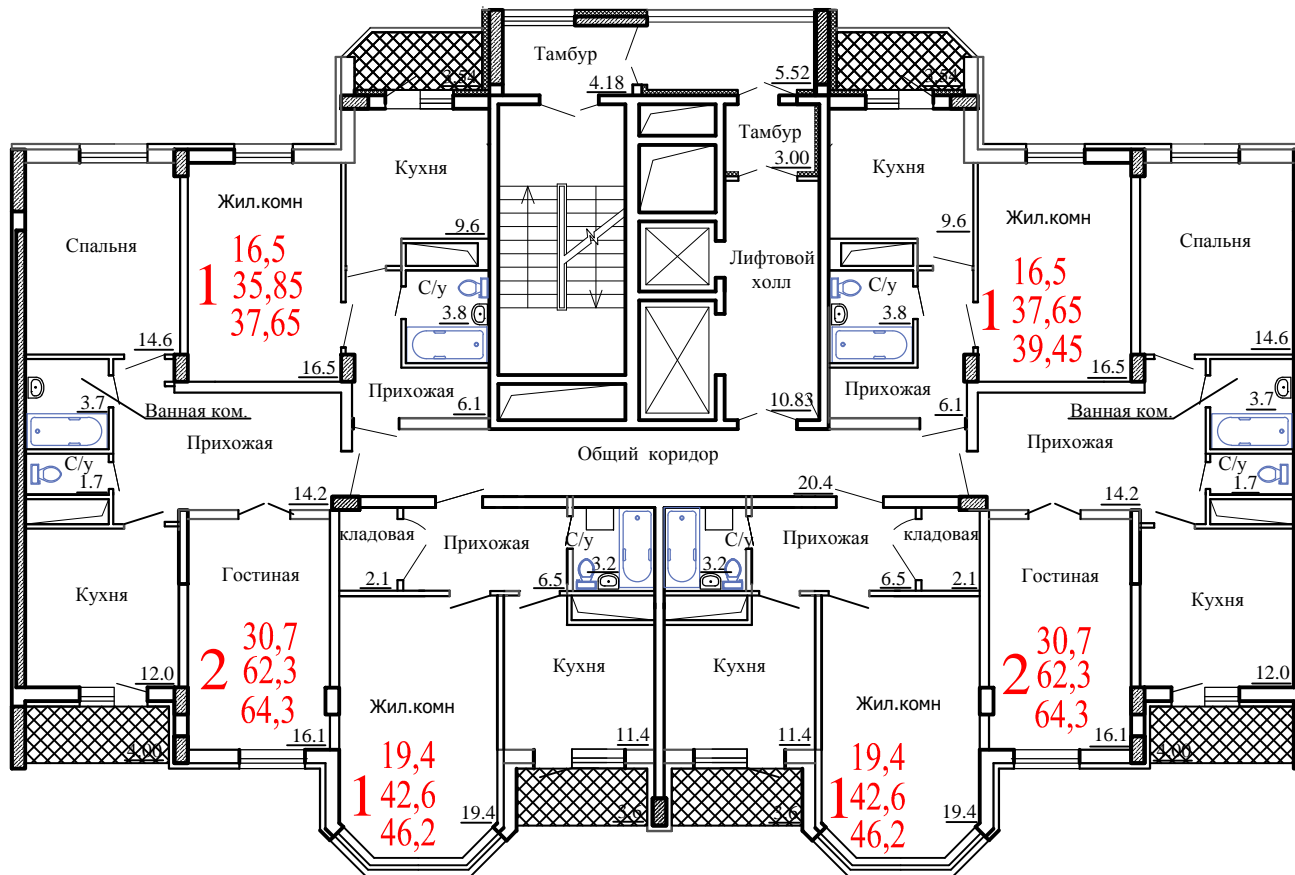 Тамбур
4.18
5.52
3.54
3.54
Тамбур
3.00
Кухня
9.6
Кухня
9.6
Жил.комн
16,5
1 35,85
37,65
16.5
Жил.комн
16,5
1 37,65
39,45
16.5
Спальня
14.6
Спальня
14.6
Лифтовой
холл
10.83
С/у
3.8
С/у
3.8
Прихожая
6.1
Прихожая
6.1
3.7
Ванная ком.
Ванная ком.
3.7
Прихожая
14.2
Прихожая
14.2
С/у
1.7
С/у
1.7
Общий коридор
20.4
кладовая
2.1
Прихожая
6.5
С/у
3.2
С/у
3.2
Прихожая
6.5
кладовая
2.1
Кухня
12.0
Гостиная
30,7
2 62,3
64,3
16.1
Гостиная
30,7
2 62,3
64,3
16.1
Кухня
12.0
4.00
4.00
Жил.комн
19,4
1 42,6
46,2
19.4
Кухня
11.4
Кухня
11.4
Жил.комн
19,4
1 42,6
46,2
19.4
3.6
3.6